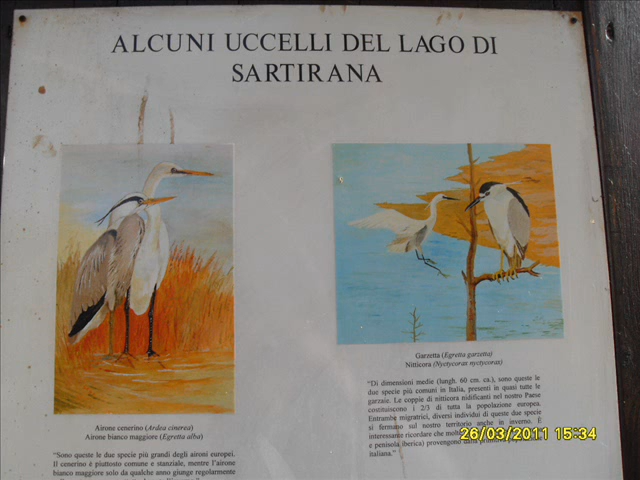 ALCUNI UCCELLI DEL LAGO DI
SARTIRANA
Airone cenerino (Ardea cinerea)
Airone bianco maggiore (Egretta alba)
"Sono queste le due specie più grandi degli aironi europei.
Il cenerino è piuttosto comune e stanziale, mentre l'airone
bianco maggiore solo da qualche anno giunge regolarmente
Garzetta (Egretta garzetta)
Nitticora (Nyctycorax nyctycorax)
"Di dimensioni medie (lungh. 60 cm. ca.), sono queste le
due specie più comuni in Italia, presenti in quasi tutte le
garzaie. Le coppie di nitticora nidificanti nel nostro Paese
costituiscono i 2/3 di tutta la popolazione europea.
Entrambe migratrici, diversi individui di queste due specie
si fermano sul nostro territorio anche in inverno. È
interessante ricordare che
e penisola iberica) provengono
italiana."
26/03/2011 15:34